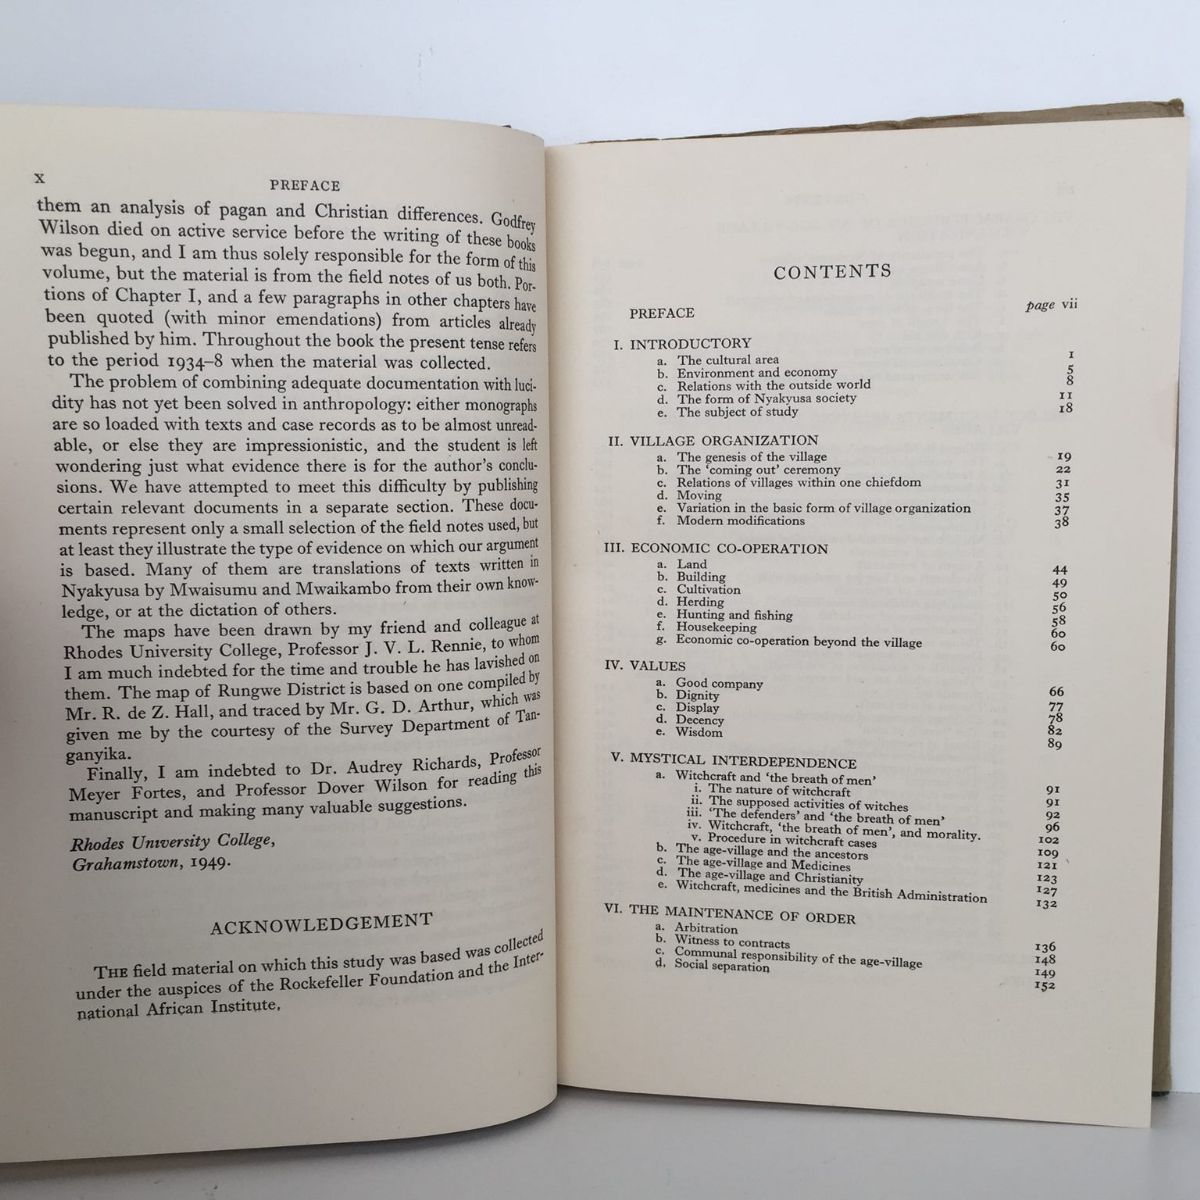 x
PREFACE
them an analysis of pagan and Christian differences. Godfrey
Wilson died on active service before the writing of these books
was begun, and I am thus solely responsible for the form of this
volume, but the material is from the field notes of us both. Por-
tions of Chapter I, and a few paragraphs in other chapters have
been quoted (with minor emendations) from articles already
published by him. Throughout the book the present tense refers
to the period 1934–8 when the material was collected.
The problem of combining adequate documentation with luci-
dity has not yet been solved in anthropology: either monographs
are so loaded with texts and case records as to be almost unread-
able, or else they are impressionistic, and the student is left
wondering just what evidence there is for the author's conclu-
sions. We have attempted to meet this difficulty by publishing
certain relevant documents in a separate section. These docu-
ments represent only a small selection of the field notes used, but
at least they illustrate the type of evidence on which our argument
is based. Many of them are translations of texts written in
Nyakyusa by Mwaisumu and Mwaikambo from their own know-
ledge, or at the dictation of others.
The maps have been drawn by my friend and colleague at
Rhodes University College, Professor J. V. L. Rennie, to whom
I am much indebted for the time and trouble he has lavished on
them. The map of Rungwe District is based on one compiled by
Mr. R. de Z. Hall, and traced by Mr. G. D. Arthur, which was
given me by the courtesy of the Survey Department of Tan-
ganyika.
Finally, I am indebted to Dr. Audrey Richards, Professor
Meyer Fortes, and Professor Dover Wilson for reading this
manuscript and making many valuable suggestions.
Rhodes University College,
Grahamstown, 1949.
ACKNOWLEDGEMENT
THE field material on which this study was based was collected
under the auspices of the Rockefeller Foundation and the Inter-
national African Institute.
CONTENTS
PREFACE page vii
I. INTRODUCTORY
a. The cultural area 1
b. Environment and economy 5
c. Relations with the outside world 8
d. The form of Nyakyusa society 11
e. The subject of study 18
II. VILLAGE ORGANIZATION
a. The genesis of the village 19
b. The 'coming out' ceremony 22
c. Relations of villages within one chiefdom 31
d. Moving 35
e. Variation in the basic form of village organization 37
f. Modern modifications 38
III. ECONOMIC CO-OPERATION
a. Land 44
b. Building 49
c. Cultivation 50
d. Herding 56
e. Hunting and fishing 58
f. Housekeeping 60
g. Economic co-operation beyond the village 60
IV. VALUES
a. Good company 66
b. Dignity 77
c. Display 78
d. Decency 82
e. Wisdom 89
V. MYSTICAL INTERDEPENDENCE
a. Witchcraft and 'the breath of men' 91
i. The nature of witchcraft 91
ii. The supposed activities of witches 92
iii. 'The defenders' and 'the breath of men' 96
iv. Witchcraft, 'the breath of men', and morality. 102
v. Procedure in witchcraft cases 109
b. The age-village and the ancestors 121
c. The age-village and Medicines 123
d. The age-village and Christianity 127
e. Witchcraft, medicines and the British Administration 132
VI. THE MAINTENANCE OF ORDER
a. Arbitration 136
b. Witness to contracts 148
c. Communal responsibility of the age-village 149
d. Social separation 152